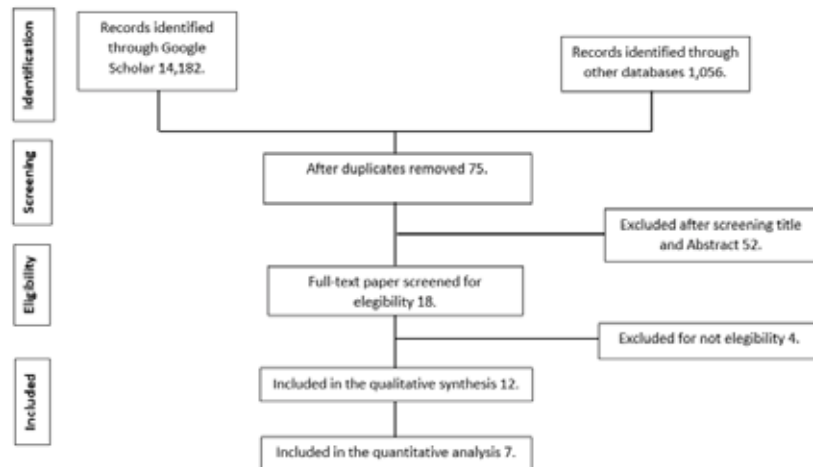 Identification
Records identified
through Google
Scholar 14,182.
Records identified through
other databases 1,056.
Screening
After duplicates removed 75.
Excluded after screening title
and Abstract 52.
Eligibility
Full-text paper screened for
elegibility 18.
Excluded for not elegibility 4.
Included
Included in the qualitative synthesis 12.
Included in the quantitative analysis 7.